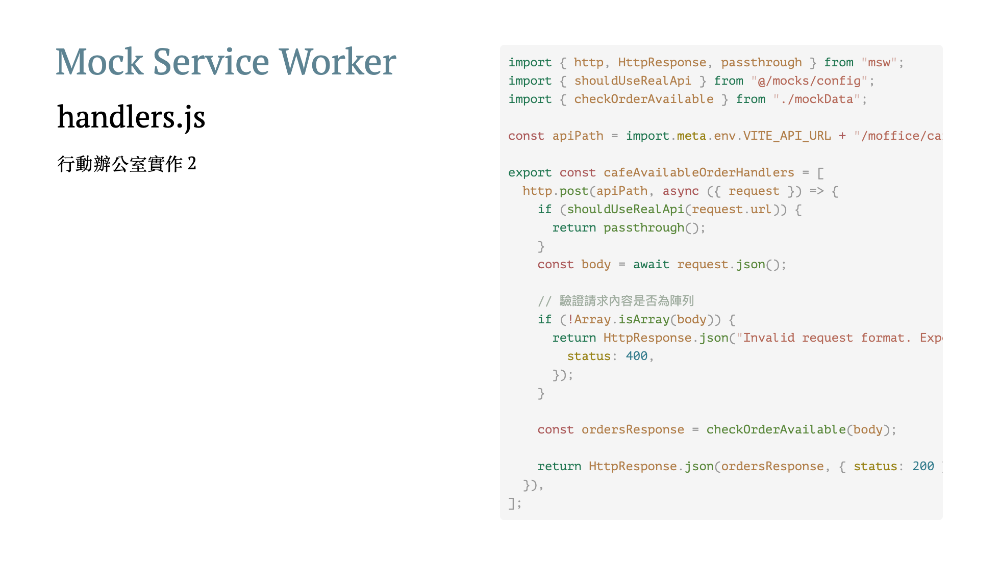 Mock Service Worker
handlers.js
行動辦公室實作 2
import { http, HttpResponse, passthrough } from "msw";
import { shouldUseRealApi } from "@/mocks/config";
import { checkOrderAvailable } from "./mockData";
const apiPath = import.meta.env.VITE_API_URL + "/moffice/ca
export const cafeAvailableOrderHandlers = [
  http.post(apiPath, async ({ request }) => {
    if (shouldUseRealApi(request.url)) {
      return passthrough();
    }
    const body = await request.json();
    // 驗證請求內容是否為陣列
    if (!Array.isArray(body)) {
      return HttpResponse.json("Invalid request format. Exp
        status: 400,
      });
    }
    const ordersResponse = checkOrderAvailable(body);
    return HttpResponse.json(ordersResponse, { status: 200
  }),
];